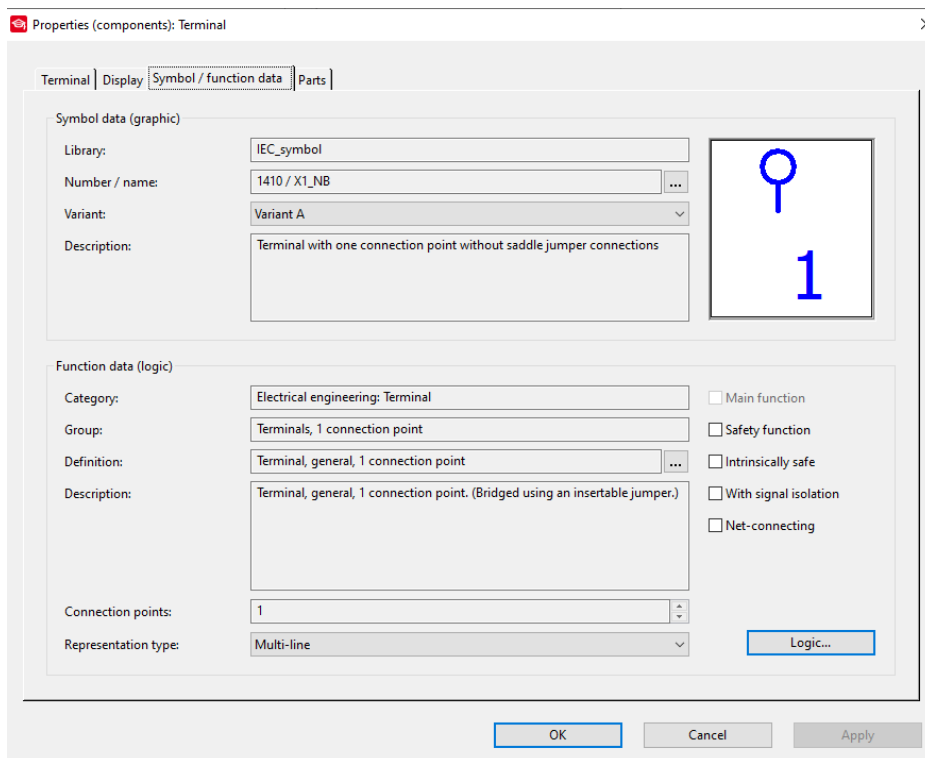 Properties (components): Terminal
Terminal Display Symbol / function data Parts
Symbol data (graphic)
Library: IEC_symbol
Number / name: 1410 / X1_NB ...
Variant: Variant A
Description: Terminal with one connection point without saddle jumper connections
1
Function data (logic)
Category: Electrical engineering: Terminal Main function
Group: Terminals, 1 connection point Safety function
Definition: Terminal, general, 1 connection point ... Intrinsically safe
Description: Terminal, general, 1 connection point. (Bridged using an insertable jumper.) With signal isolation
Net-connecting
Connection points: 1
Representation type: Multi-line Logic...
OK Cancel Apply